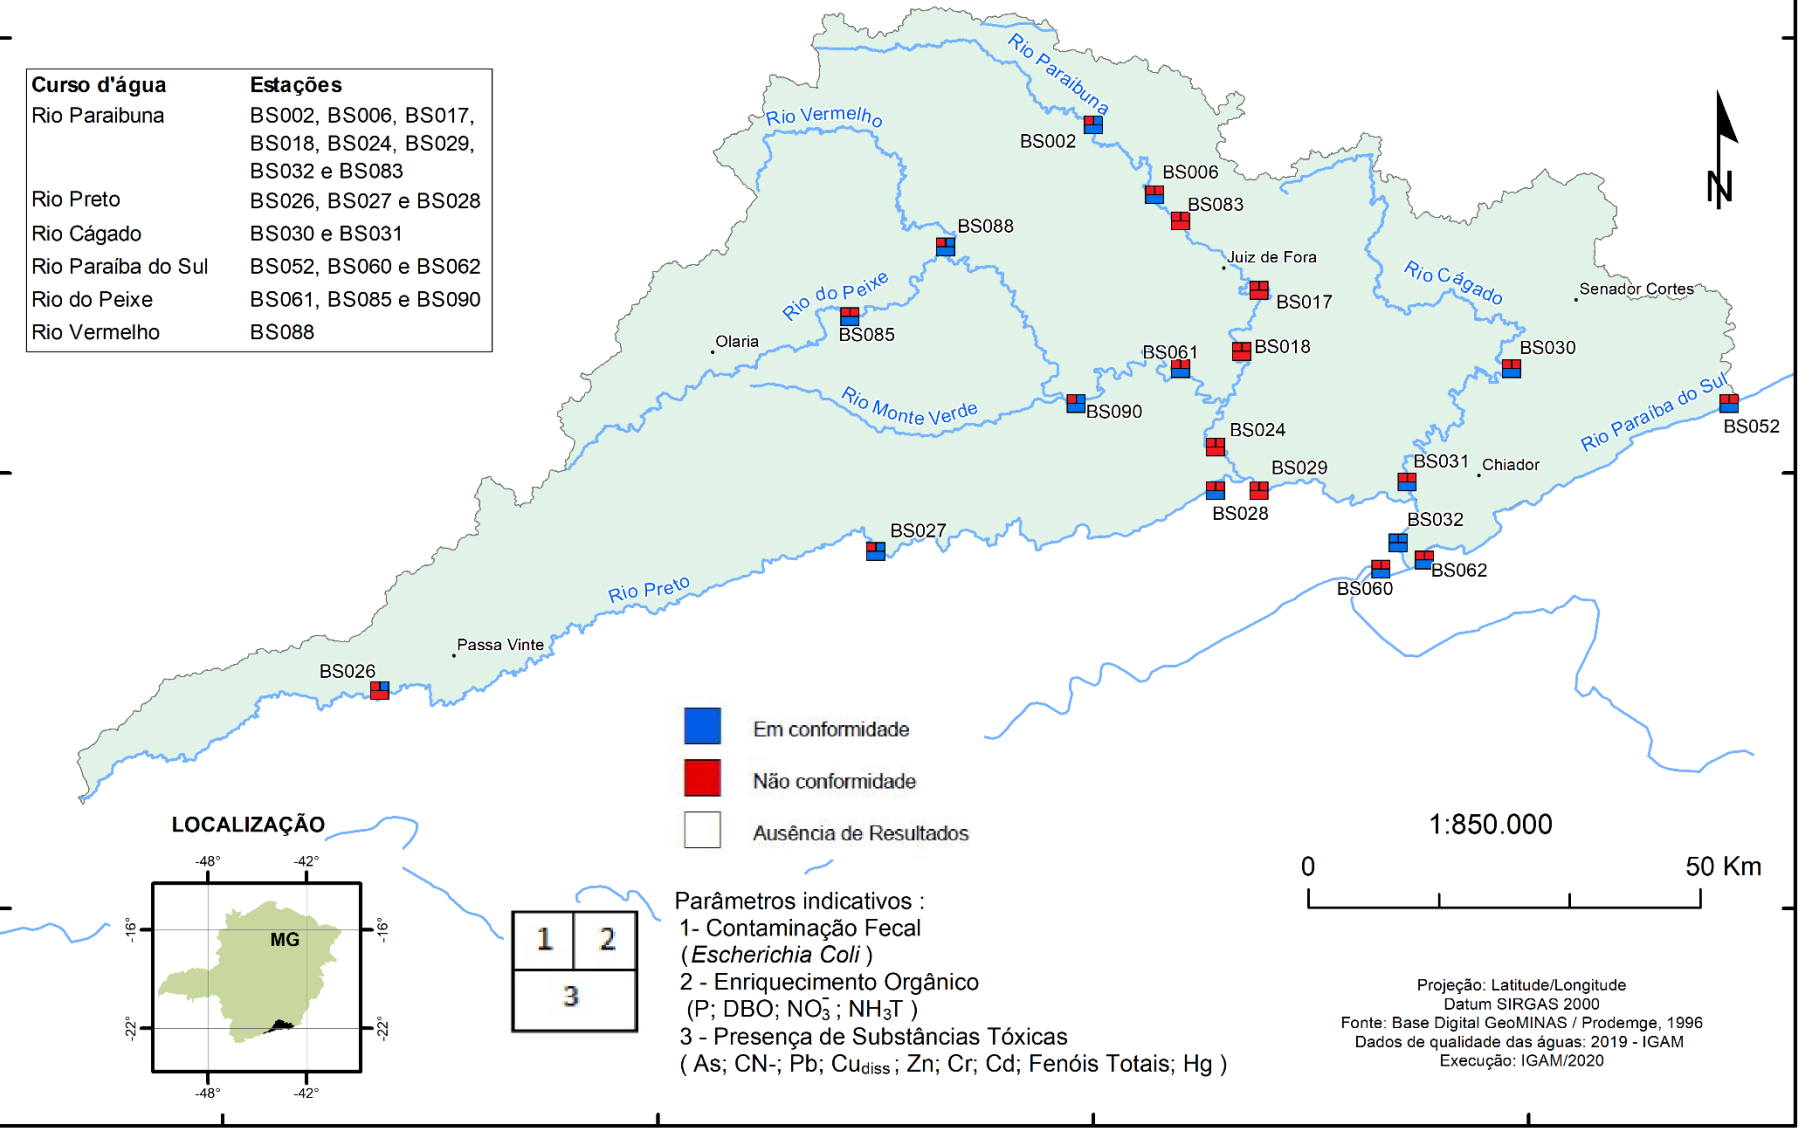 Curso d'água Estações
Rio Paraibuna BS002, BS006, BS017,
BS018, BS024, BS029,
BS032 e BS083
Rio Preto BS026, BS027 e BS028
Rio Cágado BS030 e BS031
Rio Paraíba do Sul BS052, BS060 e BS062
Rio do Peixe BS061, BS085 e BS090
Rio Vermelho BS088
Rio Paraibuna
Rio Vermelho
BS002
BS006
BS083
BS088
Juiz de Fora
Rio Cágado
Senador Cortes
Rio do Peixe
BS017
BS085
Olaria
BS018
BS030
BS061
Rio Monte Verde
BS090
Rio Paraíba do Sul
BS052
BS024
BS029
BS031
Chiador
BS028
BS032
BS027
BS062
BS060
Rio Preto
Passa Vinte
BS026
N
Em conformidade
Não conformidade
Ausência de Resultados
1:850.000
0 50 Km
LOCALIZAÇÃO
-48° -42°
-16° -16°
MG
-22° -22°
-48° -42°
1 2
3
Parâmetros indicativos :
1- Contaminação Fecal
(Escherichia Coli )
2 - Enriquecimento Orgânico
(P; DBO; NO₃⁻ ; NH₃T )
3 - Presença de Substâncias Tóxicas
( As; CN-; Pb; Cudiss ; Zn; Cr; Cd; Fenóis Totais; Hg )
Projeção: Latitude/Longitude
Datum SIRGAS 2000
Fonte: Base Digital GeoMINAS / Prodemge, 1996
Dados de qualidade das águas: 2019 - IGAM
Execução: IGAM/2020